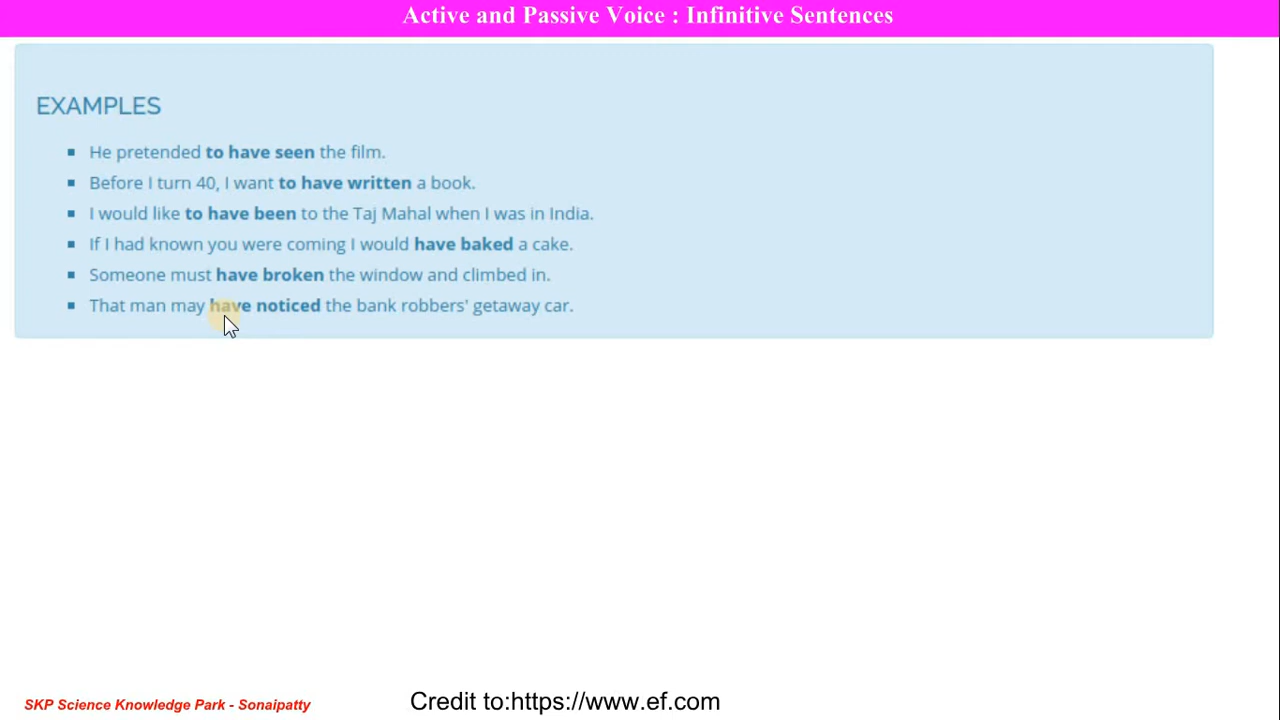 Active and Passive Voice : Infinitive Sentences
EXAMPLES
He pretended to have seen the film.
Before I turn 40, I want to have written a book.
I would like to have been to the Taj Mahal when I was in India.
If I had known you were coming I would have baked a cake.
Someone must have broken the window and climbed in.
That man may have noticed the bank robbers' getaway car.
SKP Science Knowledge Park - Sonaipatty
Credit to:https://www.ef.com